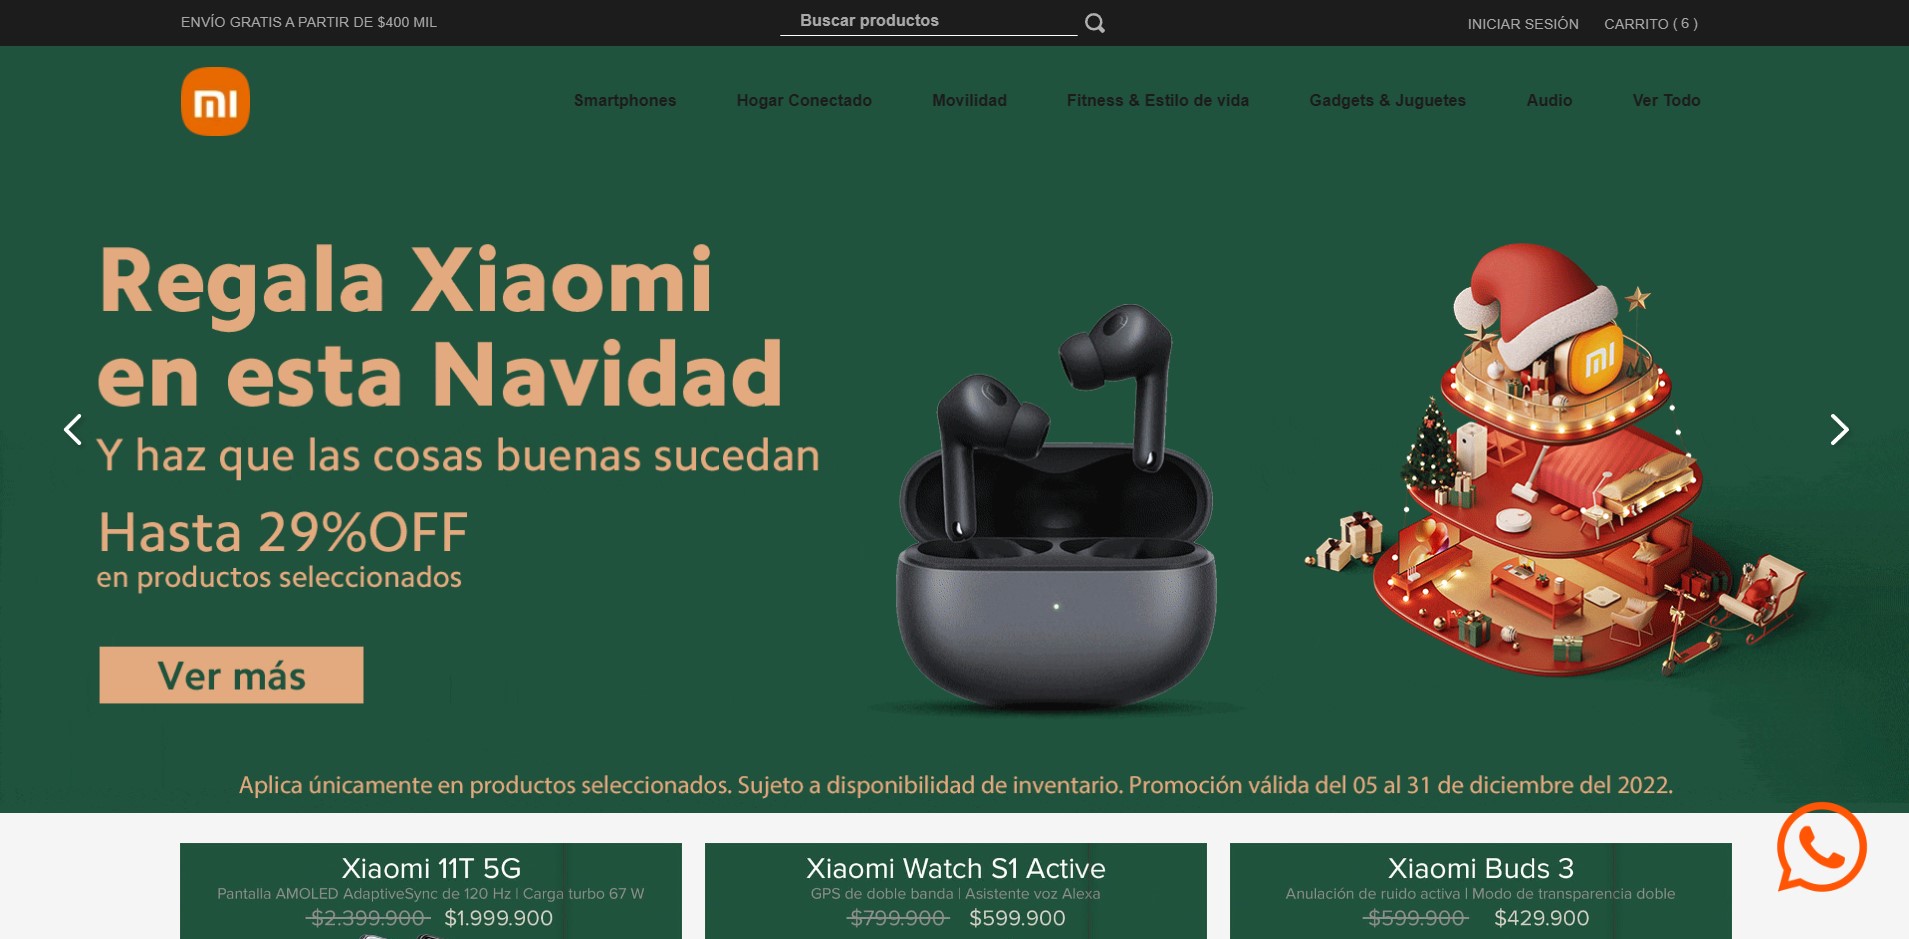 ENVÍO GRATIS A PARTIR DE $400 MIL
Buscar productos
INICIAR SESIÓN
CARRITO ( 6 )
mi
Smartphones
Hogar Conectado
Movilidad
Fitness & Estilo de vida
Gadgets & Juguetes
Audio
Ver Todo
Regala Xiaomi
en esta Navidad
Y haz que las cosas buenas sucedan
Hasta 29%OFF
en productos seleccionados
Ver más
mi
Aplica únicamente en productos seleccionados. Sujeto a disponibilidad de inventario. Promoción válida del 05 al 31 de diciembre del 2022.
Xiaomi 11T 5G
Pantalla AMOLED AdaptiveSync de 120 Hz | Carga turbo 67 W
$2.399.900 $1.999.900
Xiaomi Watch S1 Active
GPS de doble banda | Asistente voz Alexa
$799.900 $599.900
Xiaomi Buds 3
Anulación de ruido activa | Modo de transparencia doble
$599.900 $429.900